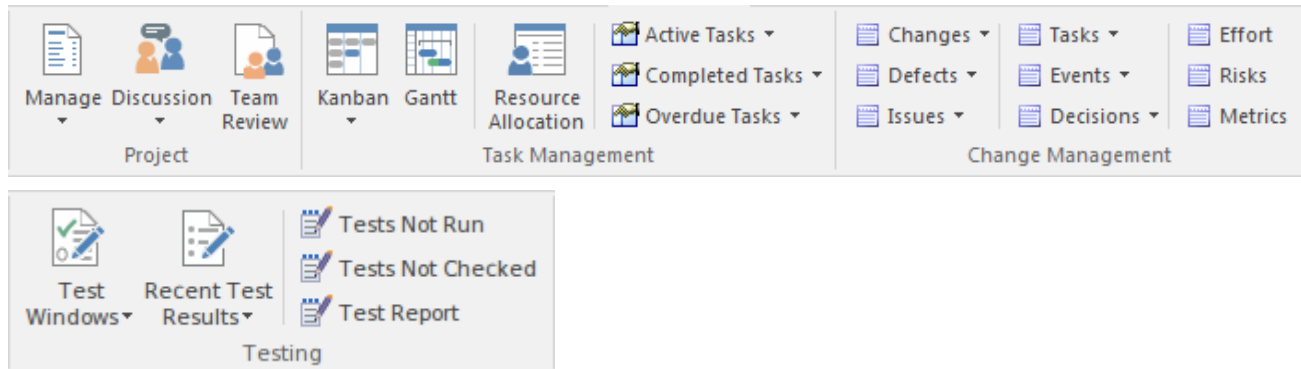 Manage
Discussion
Team
Review
Project
Kanban
Gantt
Resource
Allocation
Active Tasks
Completed Tasks
Overdue Tasks
Task Management
Changes
Defects
Issues
Tasks
Events
Decisions
Effort
Risks
Metrics
Change Management
Test
Windows
Recent Test
Results
Tests Not Run
Tests Not Checked
Test Report
Testing